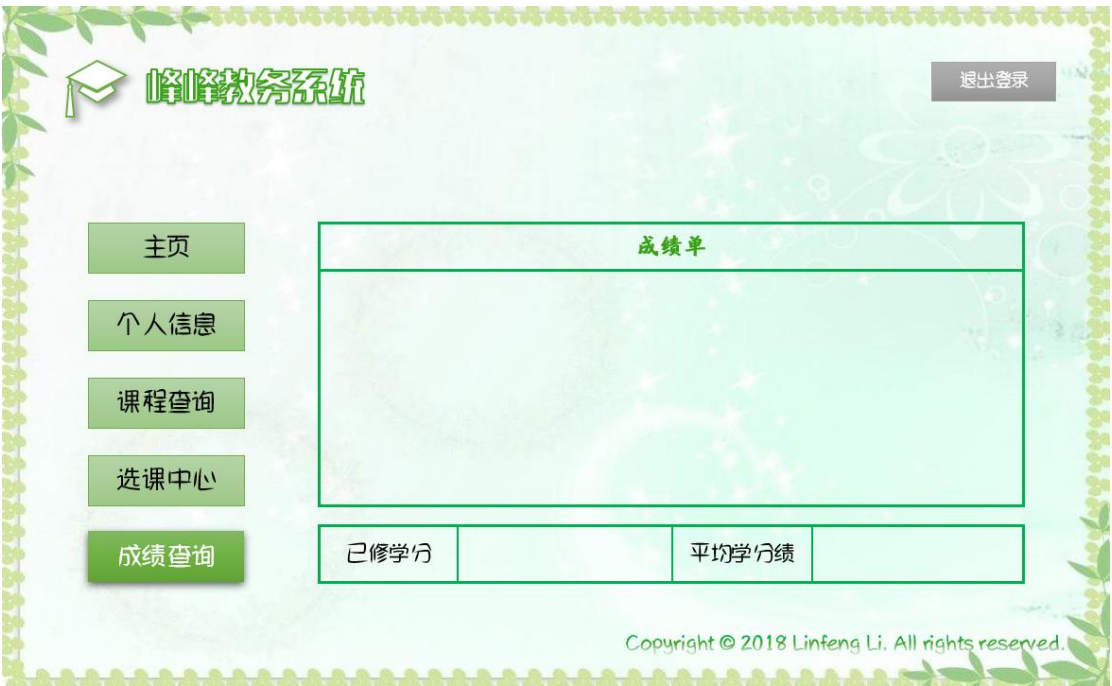 峰峰教务系统
退出登录
主页
个人信息
课程查询
选课中心
成绩查询
成绩单
已修学分
平均学分绩
Copyright © 2018 Linfeng Li. All rights reserved.